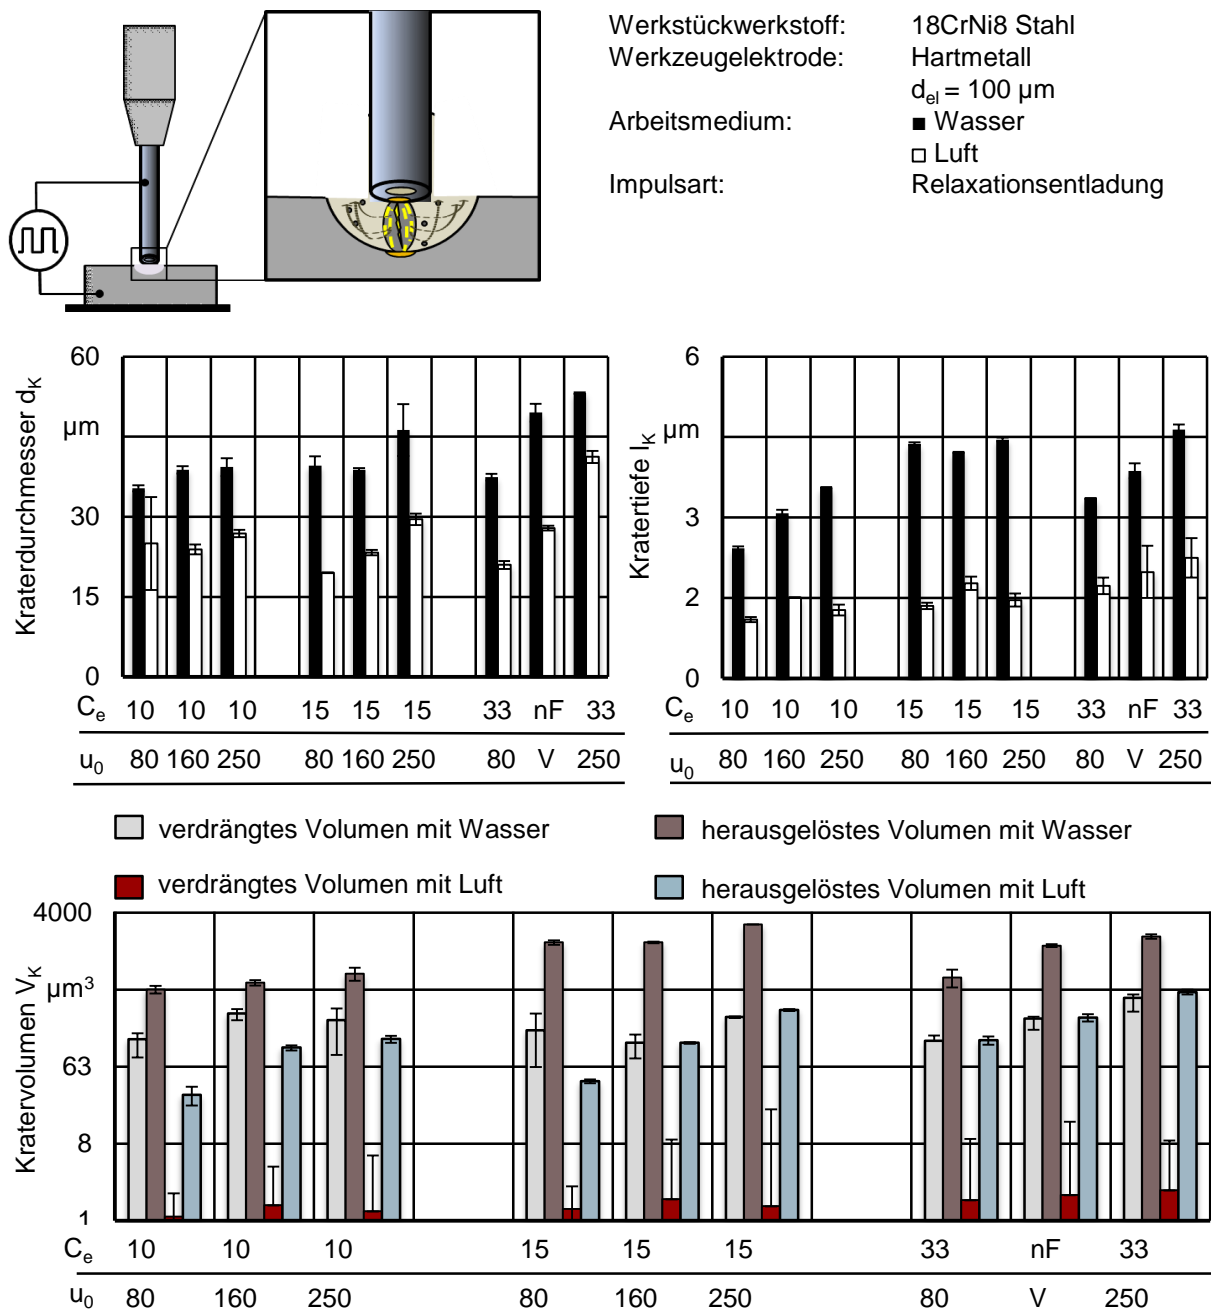 Werkstückwerkstoff: 18CrNi8 Stahl
Werkzeugelektrode: Hartmetall
d_el = 100 µm
Arbeitsmedium: ■ Wasser
□ Luft
Impulsart: Relaxationsentladung
Kraterdurchmesser d_K
60
µm
30
15
0
C_e 10 10 10 15 15 15 33 nF 33
u_0 80 160 250 80 160 250 80 V 250
Kratertiefe l_K
6
µm
3
2
0
C_e 10 10 10 15 15 15 33 nF 33
u_0 80 160 250 80 160 250 80 V 250
verdrängtes Volumen mit Wasser
herausgelöstes Volumen mit Wasser
verdrängtes Volumen mit Luft
herausgelöstes Volumen mit Luft
Kratervolumen V_K
4000
µm³
63
8
1
C_e 10 10 10 15 15 15 33 nF 33
u_0 80 160 250 80 160 250 80 V 250